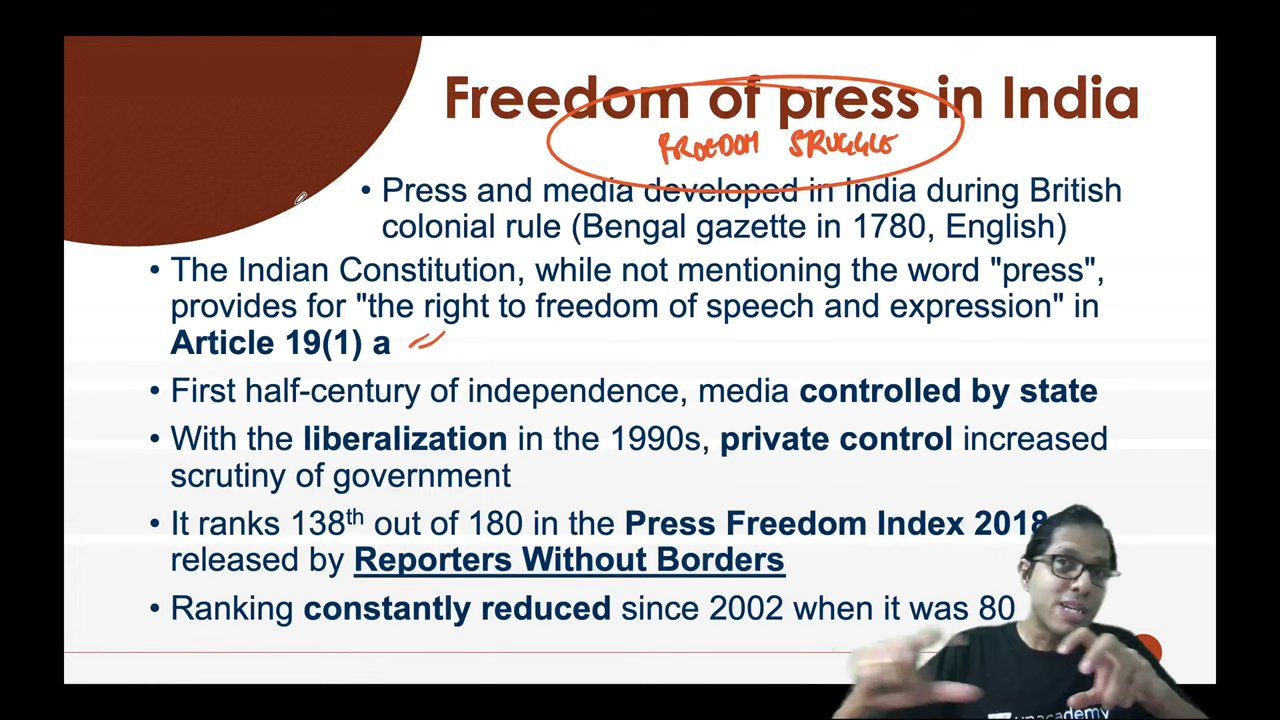 Freedom of press in India
FREEDOM STRUGGLE
• Press and media developed in India during British
colonial rule (Bengal gazette in 1780, English)
• The Indian Constitution, while not mentioning the word "press",
provides for "the right to freedom of speech and expression" in
Article 19(1) a
• First half-century of independence, media controlled by state
• With the liberalization in the 1990s, private control increased
scrutiny of government
• It ranks 138th out of 180 in the Press Freedom Index 2018
released by Reporters Without Borders
• Ranking constantly reduced since 2002 when it was 80